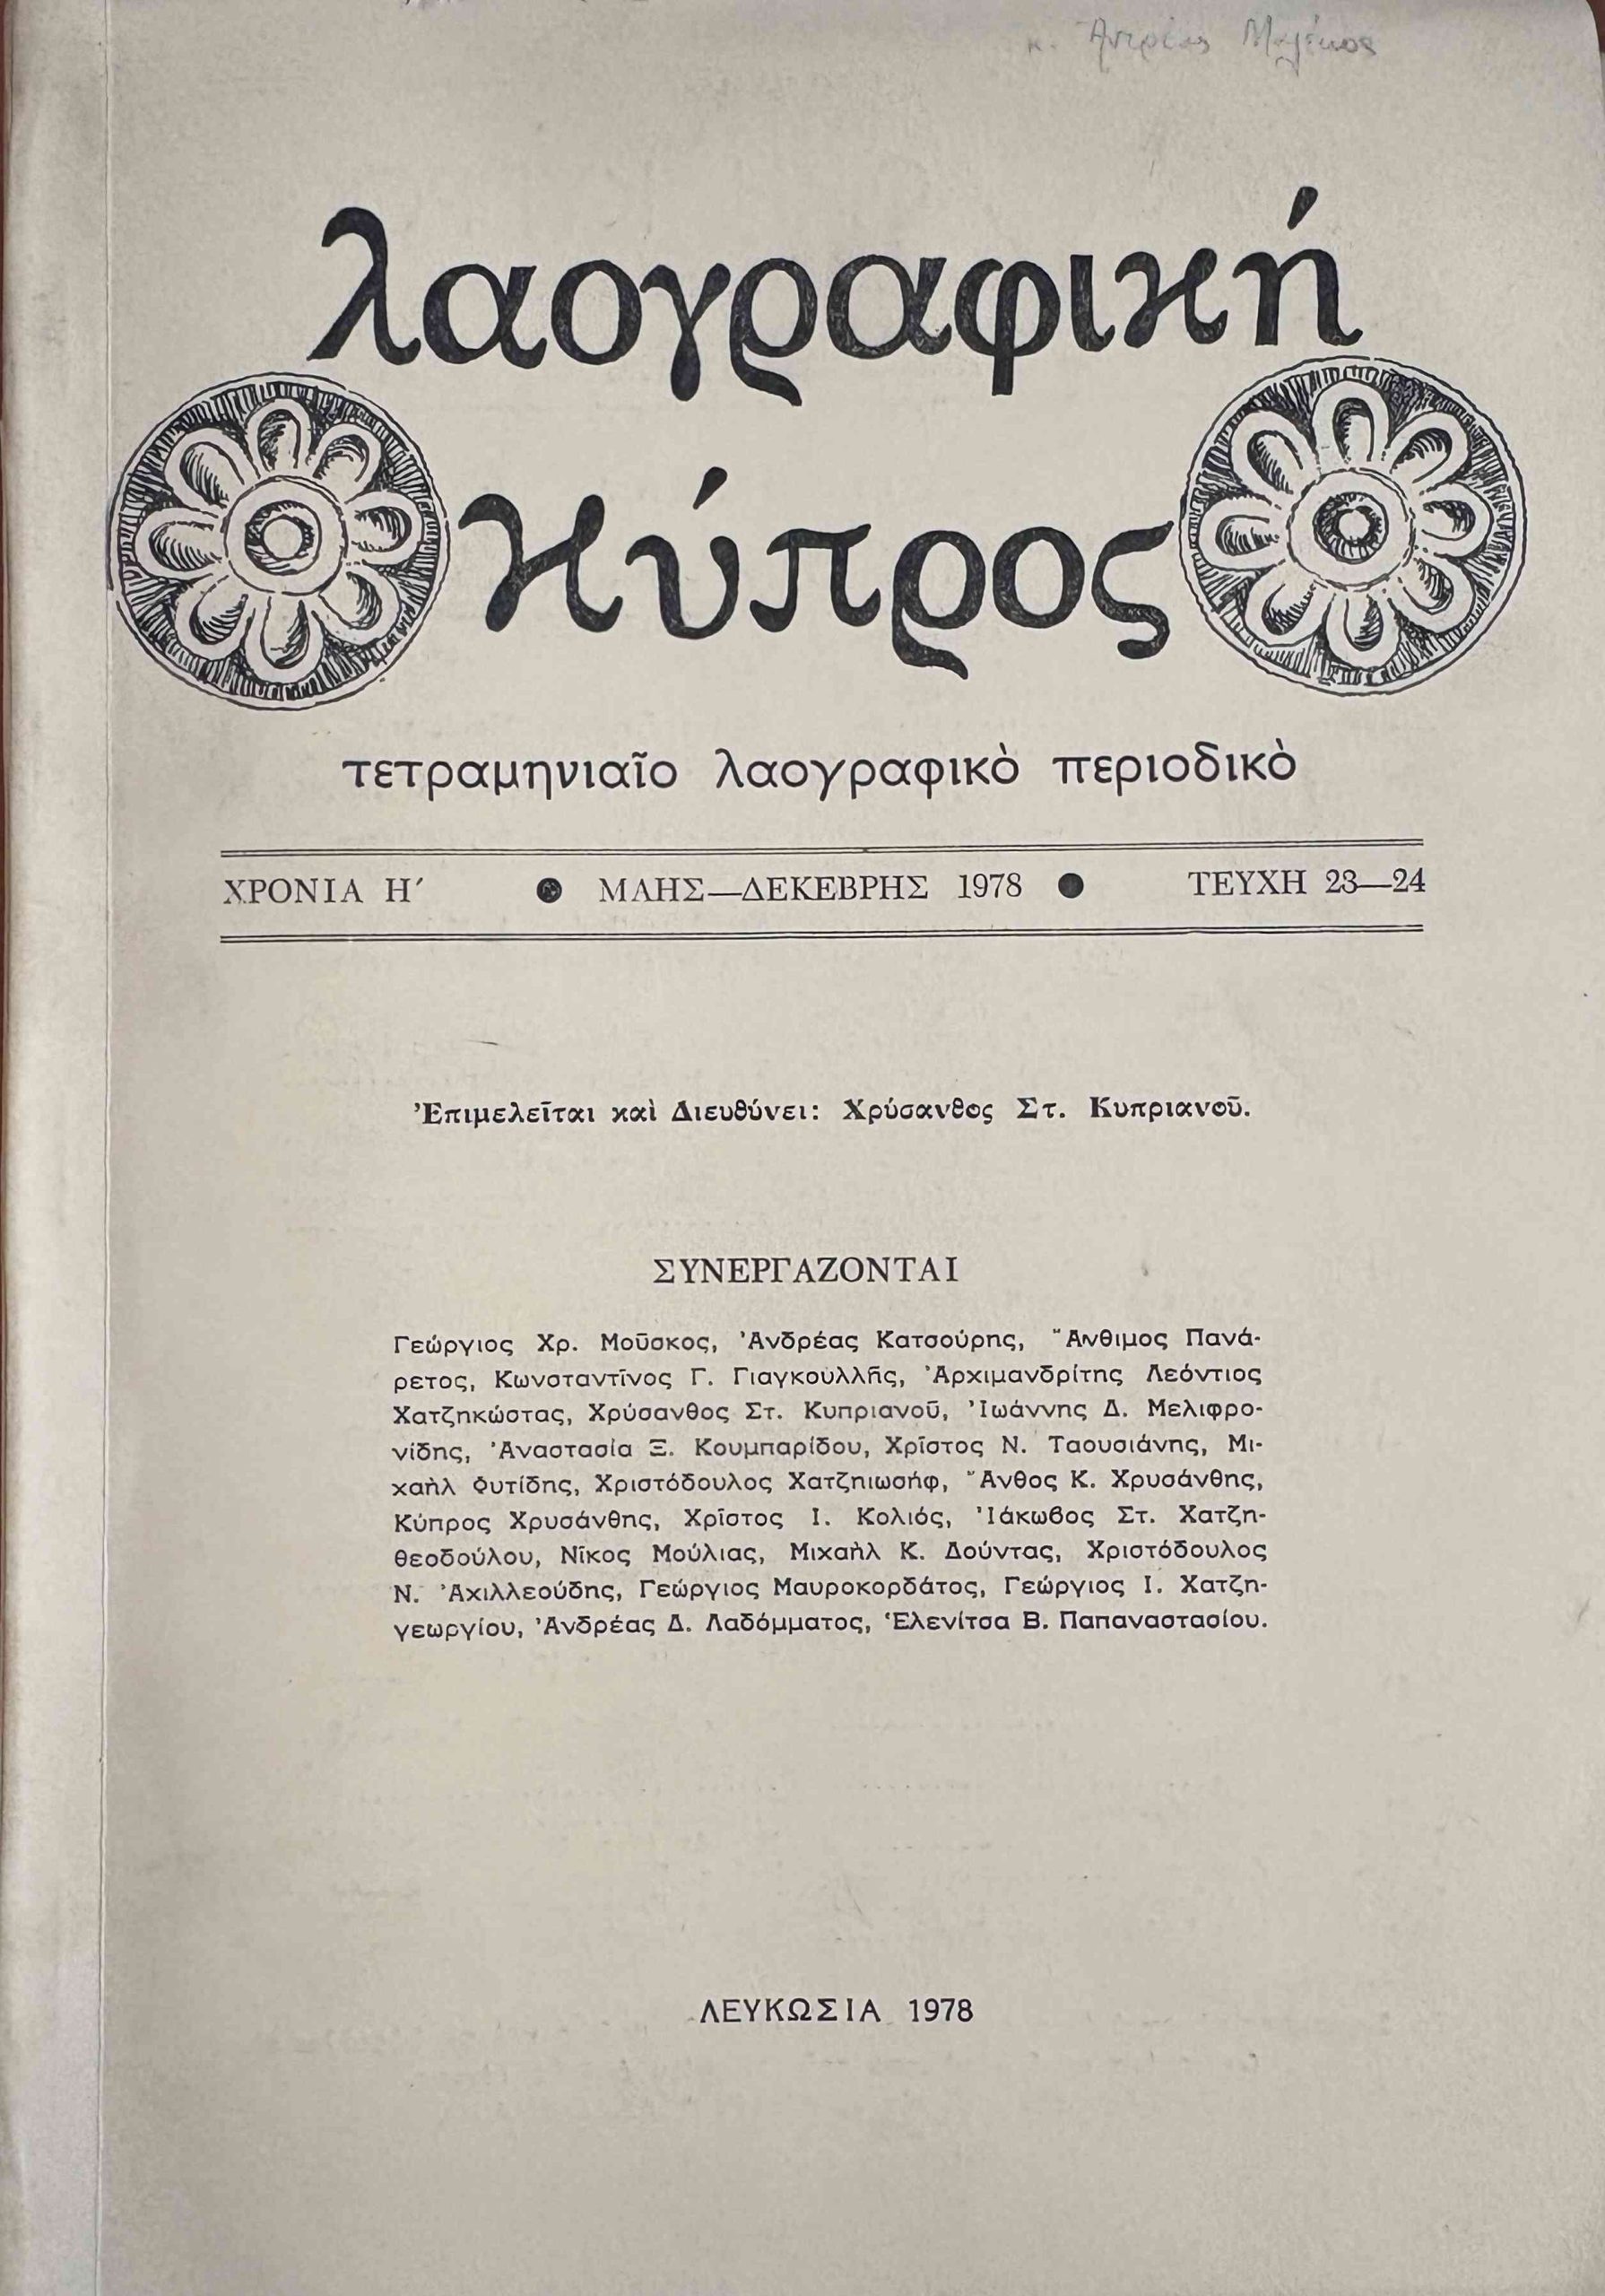 κ. Ἀντρέας
λαογραφική
κύπρος
τετραμηνιαῖο λαογραφικὸ περιοδικὸ
ΧΡΟΝΙΑ Η′ ● ΜΑΗΣ—ΔΕΚΕΒΡΗΣ 1978 ● ΤΕΥΧΗ 23—24
Ἐπιμελεῖται καὶ Διευθύνει: Χρύσανθος Στ. Κυπριανοῦ.
ΣΥΝΕΡΓΑΖΟΝΤΑΙ
Γεώργιος Χρ. Μοῦσκος, Ἀνδρέας Κατσούρης, Ἄνθιμος Πανά-
ρετος, Κωνσταντῖνος Γ. Γιαγκουλλῆς, Ἀρχιμανδρίτης Λεόντιος
Χατζηκώστας, Χρύσανθος Στ. Κυπριανοῦ, Ἰωάννης Δ. Μελιφρο-
νίδης, Ἀναστασία Ξ. Κουμπαρίδου, Χρῖστος Ν. Ταουσιάνης, Μι-
χαὴλ Φυτίδης, Χριστόδουλος Χατζηιωσήφ, Ἄνθος Κ. Χρυσάνθης,
Κύπρος Χρυσάνθης, Χρῖστος Ι. Κολιός, Ἰάκωβος Στ. Χατζη-
θεοδούλου, Νῖκος Μούλιας, Μιχαὴλ Κ. Δούντας, Χριστόδουλος
Ν. Ἀχιλλεούδης, Γεώργιος Μαυροκορδάτος, Γεώργιος Ι. Χατζη-
γεωργίου, Ἀνδρέας Δ. Λαδόμματος, Ἑλενίτσα Β. Παπαναστασίου.
ΛΕΥΚΩΣΙΑ 1978